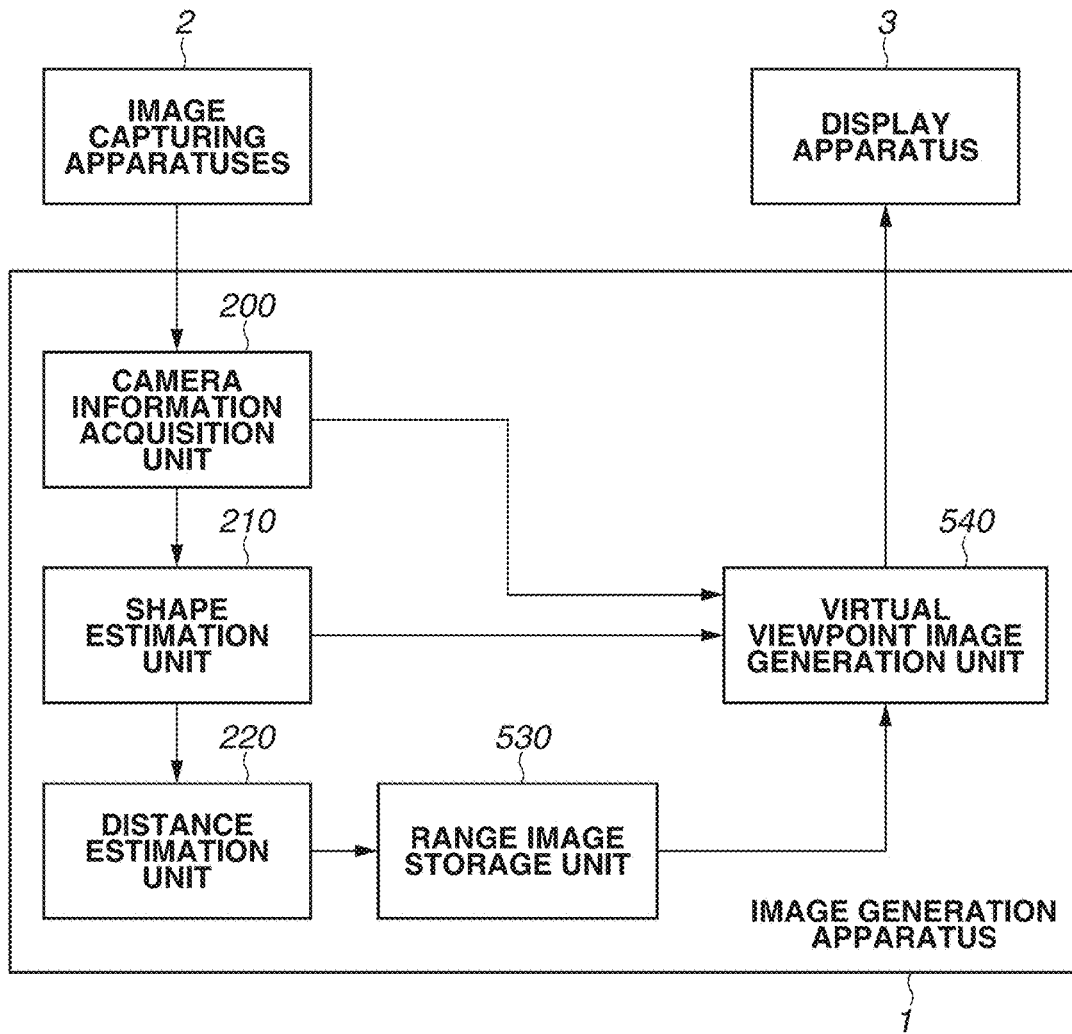 2
3
IMAGE
CAPTURING
APPARATUSES
DISPLAY
APPARATUS
200
CAMERA
INFORMATION
ACQUISITION
UNIT
210
540
SHAPE
ESTIMATION
UNIT
VIRTUAL
VIEWPOINT IMAGE
GENERATION UNIT
220
530
DISTANCE
ESTIMATION
UNIT
RANGE IMAGE
STORAGE UNIT
IMAGE GENERATION
APPARATUS
1